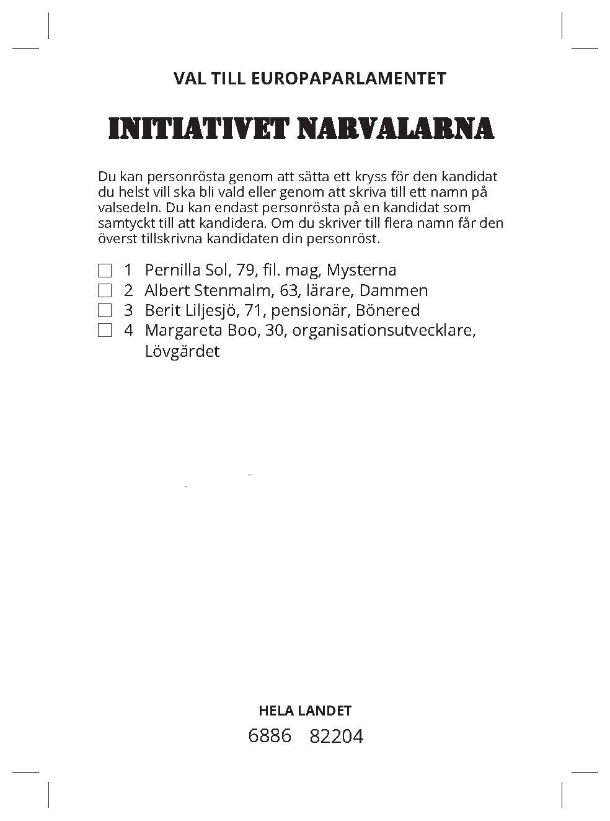 VAL TILL EUROPAPARLAMENTET
INITIATIVET NARVALARNA
Du kan personrösta genom att sätta ett kryss för den kandidat
du helst vill ska bli vald eller genom att skriva till ett namn på
valsedeln. Du kan endast personrösta på en kandidat som
samtyckt till att kandidera. Om du skriver till flera namn får den
överst tillskrivna kandidaten din personröst.
1 Pernilla Sol, 79, fil. mag, Mysterna
2 Albert Stenmalm, 63, lärare, Dammen
3 Berit Liljesjö, 71, pensionär, Bönered
4 Margareta Boo, 30, organisationsutvecklare,
Lövgärdet
HELA LANDET
6886 82204